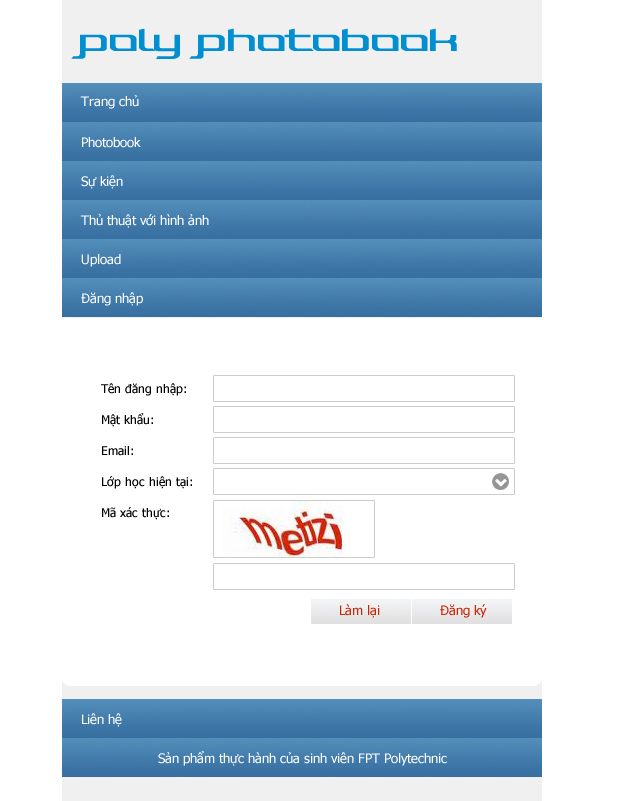 poly photobook
Trang chủ
Photobook
Sự kiện
Thủ thuật với hình ảnh
Upload
Đăng nhập
Tên đăng nhập:
Mật khẩu:
Email:
Lớp học hiện tại:
Mã xác thực:
metizi
Làm lại Đăng ký
Liên hệ
Sản phẩm thực hành của sinh viên FPT Polytechnic